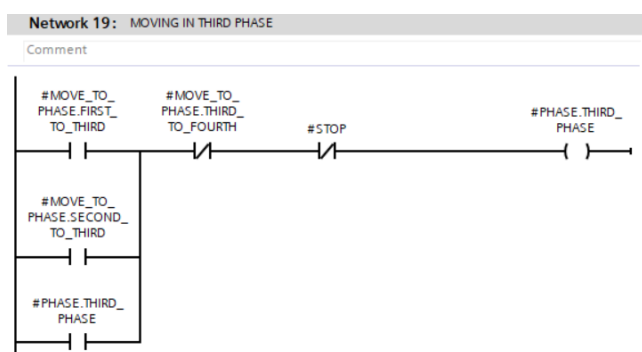 Network 19: MOVING IN THIRD PHASE
Comment
#MOVE_TO_
PHASE.FIRST_
TO_THIRD
#MOVE_TO_
PHASE.THIRD_
TO_FOURTH
#STOP
#PHASE.THIRD_
PHASE
#MOVE_TO_
PHASE.SECOND_
TO_THIRD
#PHASE.THIRD_
PHASE